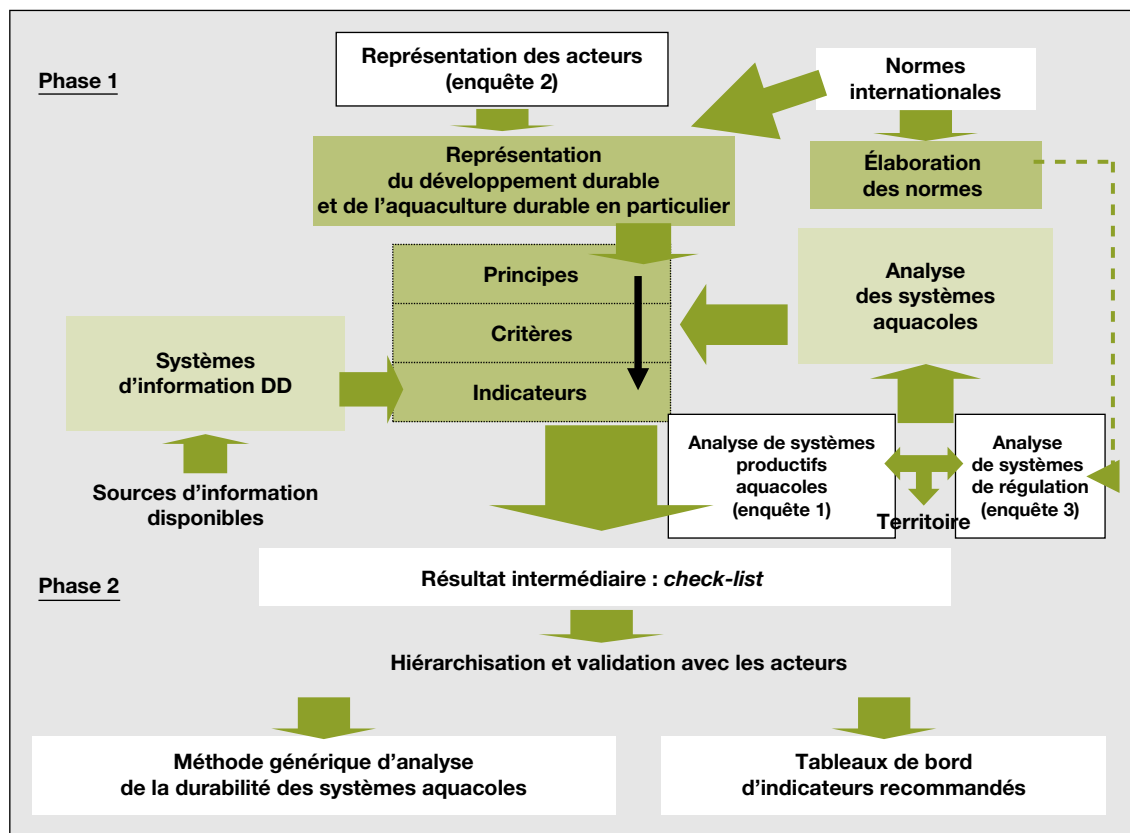 Phase 1
Représentation des acteurs
(enquête 2)
Normes
internationales
Représentation
du développement durable
et de l'aquaculture durable en particulier
Élaboration
des normes
Principes
Critères
Indicateurs
Analyse
des systèmes
aquacoles
Systèmes
d'information DD
Sources d'information
disponibles
Analyse de systèmes
productifs
aquacoles
(enquête 1)
Territoire
Analyse
de systèmes
de régulation
(enquête 3)
Phase 2
Résultat intermédiaire : check-list
Hiérarchisation et validation avec les acteurs
Méthode générique d'analyse
de la durabilité des systèmes aquacoles
Tableaux de bord
d'indicateurs recommandés